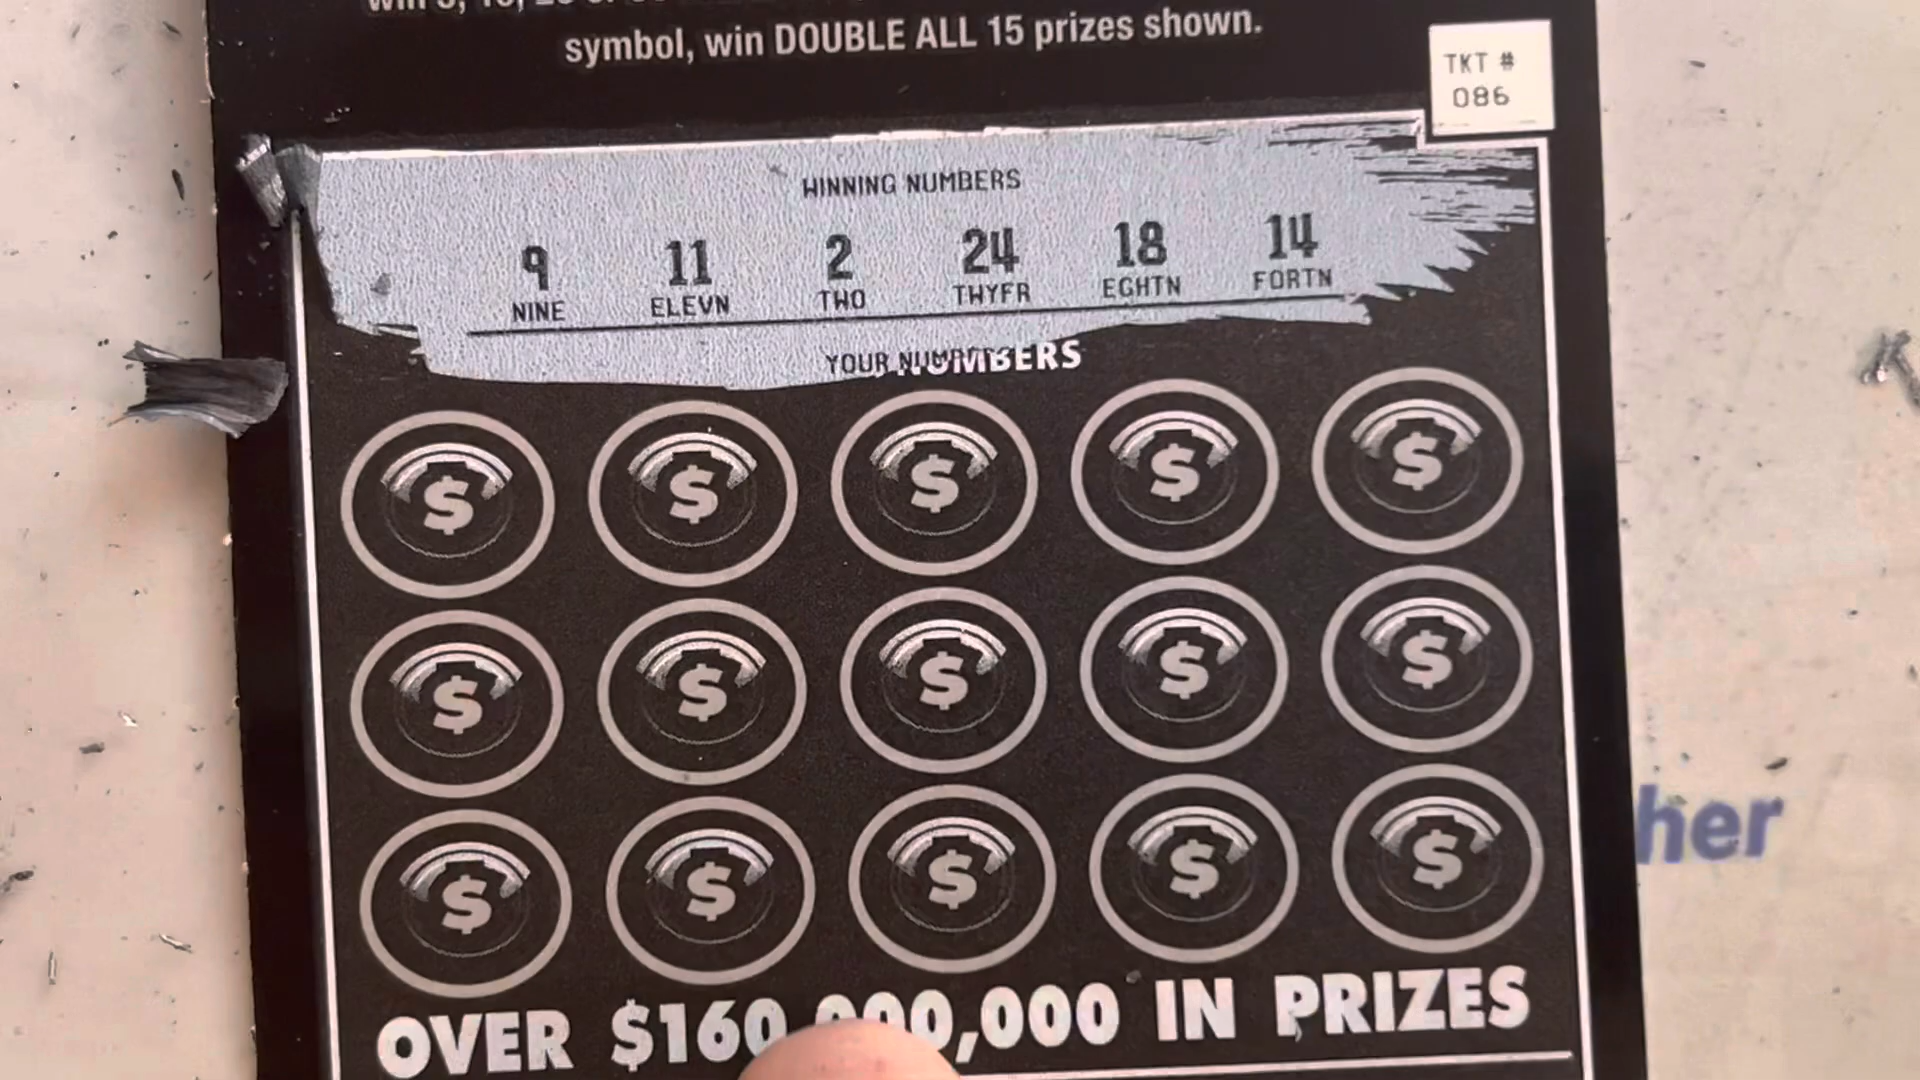 symbol, win DOUBLE ALL 15 prizes shown.
TKT #
086
WINNING NUMBERS
9 11 2 24 18 14
NINE ELEVN TWO TWYFR EGHTN FORTN
YOUR NUMBERS
$ $ $ $ $
$ $ $ $ $
$ $ $ $ $
OVER $160,000,000 IN PRIZES
her